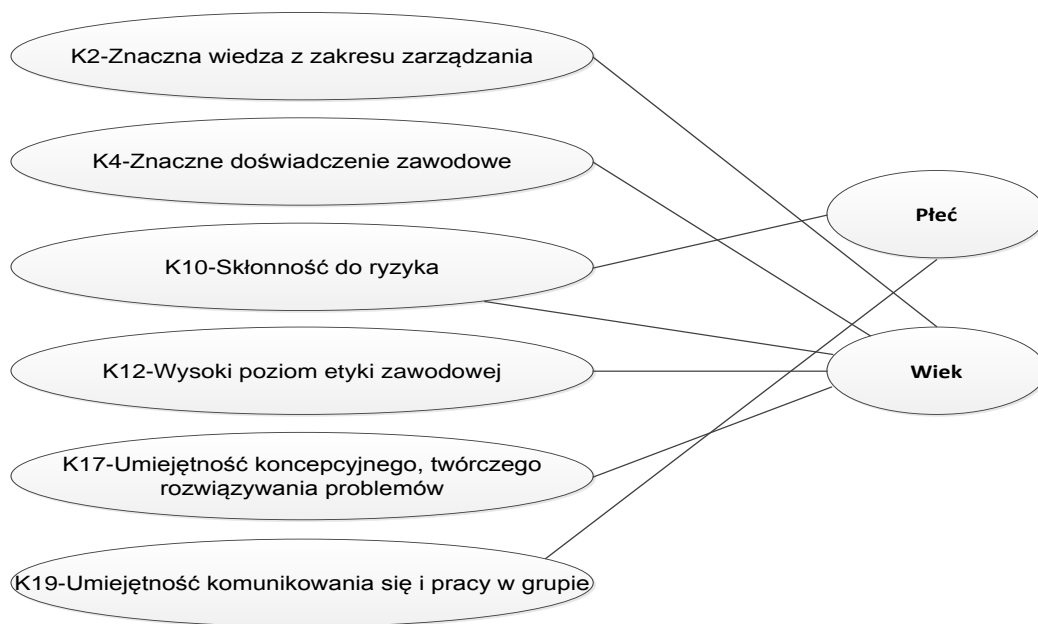 K2-Znaczna wiedza z zakresu zarządzania
K4-Znaczne doświadczenie zawodowe
K10-Skłonność do ryzyka
K12-Wysoki poziom etyki zawodowej
K17-Umiejętność koncepcyjnego, twórczego
rozwiązywania problemów
K19-Umiejętność komunikowania się i pracy w grupie
Płeć
Wiek